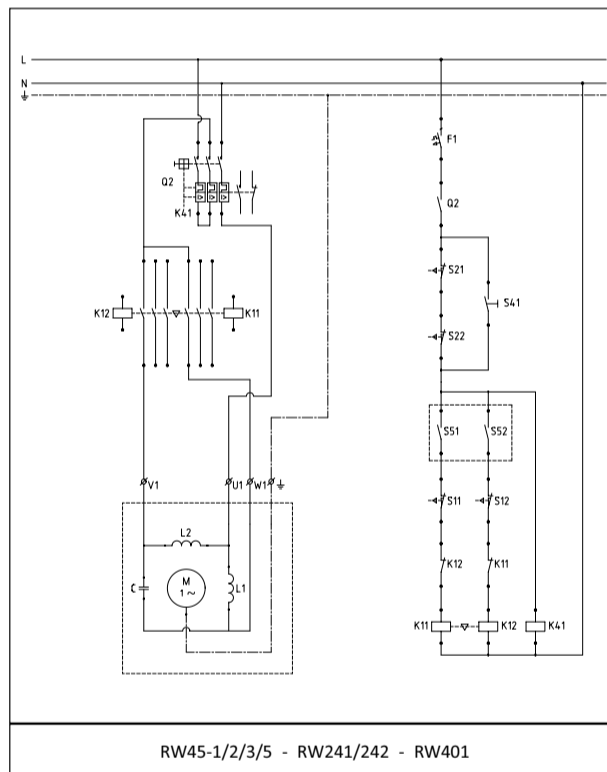 L
N
F1
Q2
K41
Q2
S21
S41
K12
K11
S22
S51
S52
V1
U1
W1
S11
S12
L2
K12
K11
C
M
1~
L1
K11
K12
K41
RW45-1/2/3/5 - RW241/242 - RW401